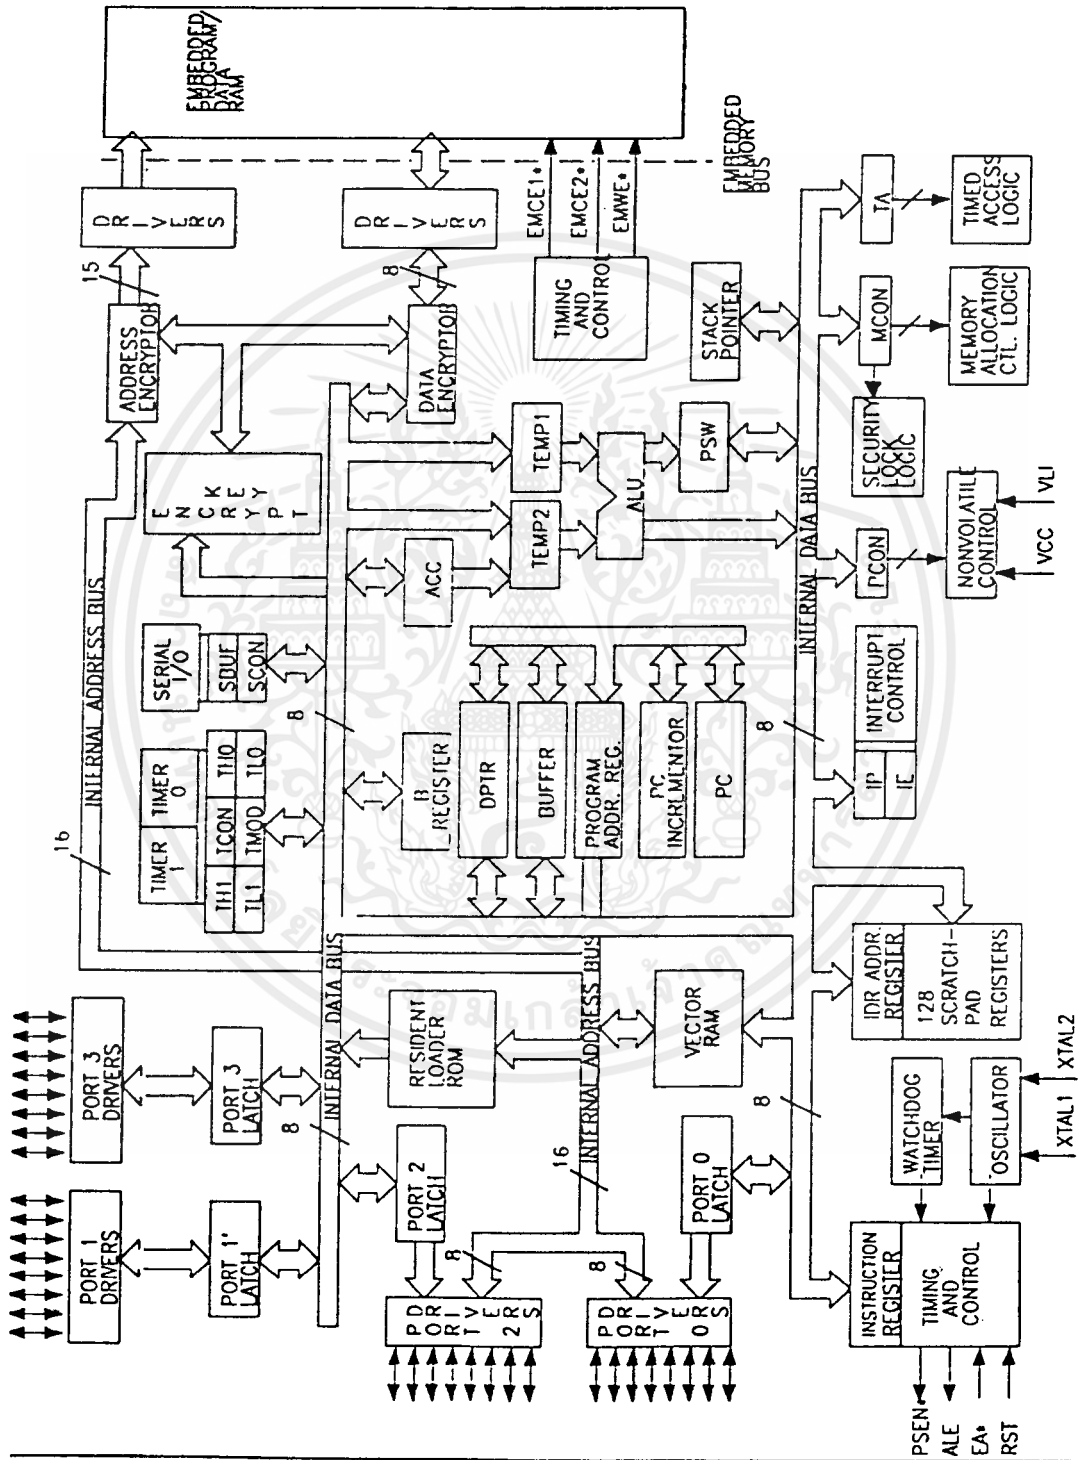 PORT 1
DRIVERS
PORT 3
DRIVERS
PORT 1'
LATCH
PORT 3
LATCH
TIMER
1
TIMER
0
TH1
TCON
TH0
TL1
TMOD
TL0
SERIAL
I/O
SBUF
SCON
16
INTERNAL ADDRESS BUS
ENCRYPT
KEY
ADDRESS
ENCRYPTOR
15
DRIVERS
EMBEDDED
PROGRAM/
DATA
RAM
8
INTERNAL DATA BUS
8
B
REGISTER
ACC
DATA
ENCRYPTOR
8
DRIVERS
PORT 2
LATCH
PORT 2
DRIVERS
8
RESIDENT
LOADER
ROM
DPTR
BUFFER
PROGRAM
ADDR. REG.
PC
INCREMENTOR
PC
TEMP2
TEMP1
ALU
PSW
TIMING
AND
CONTROL
EMCE1*
EMCE2*
EMWE*
EMBEDDED
MEMORY
BUS
16
INTERNAL ADDRESS BUS
8
PORT 0
DRIVERS
PORT 0
LATCH
VECTOR
RAM
STACK
POINTER
INTERNAL DATA BUS
8
8
INSTRUCTION
REGISTER
TIMING
AND
CONTROL
PSEN*
ALE
EA*
RST
WATCHDOG
TIMER
OSCILLATOR
XTAL1
XTAL2
IDR ADDR.
REGISTER
128
SCRATCH-
PAD
REGISTERS
IP
IE
INTERRUPT
CONTROL
PCON
NONVOLATILE
CONTROL
VCC
VLI
SECURITY
LOCK
LOGIC
MCON
MEMORY
ALLOCATION
CTL. LOGIC
TA
TIMED
ACCESS
LOGIC